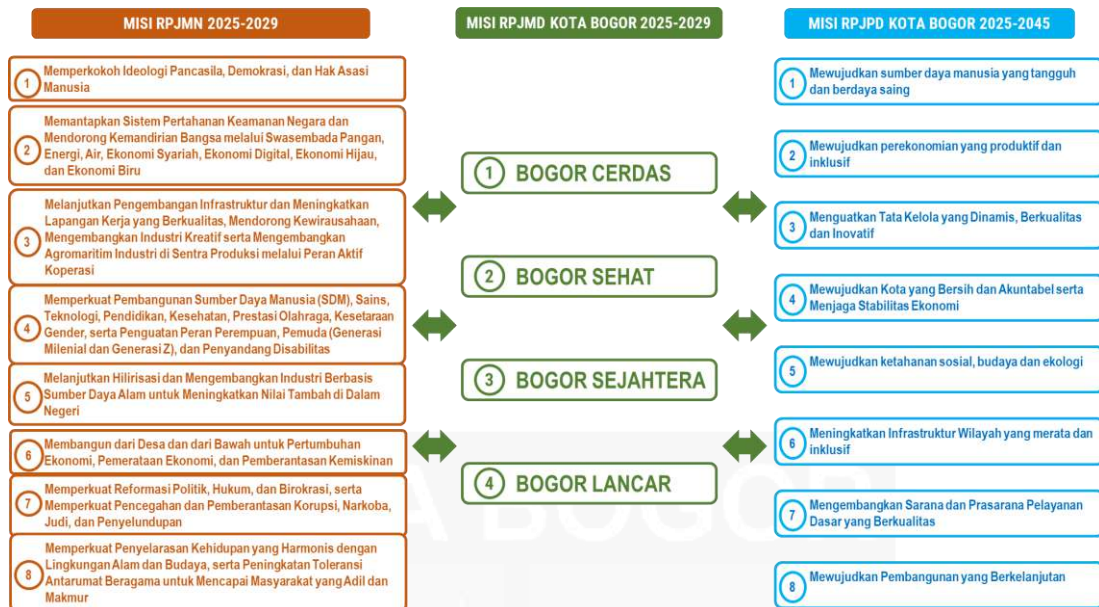 MISI RPJMN 2025-2029
1
Memperkokoh Ideologi Pancasila, Demokrasi, dan Hak Asasi
Manusia
2
Memantapkan Sistem Pertahanan Keamanan Negara dan
Mendorong Kemandirian Bangsa melalui Swasembada Pangan,
Energi, Air, Ekonomi Syariah, Ekonomi Digital, Ekonomi Hijau,
dan Ekonomi Biru
3
Melanjutkan Pengembangan Infrastruktur dan Meningkatkan
Lapangan Kerja yang Berkualitas, Mendorong Kewirausahaan,
Mengembangkan Industri Kreatif serta Mengembangkan
Agromaritim Industri di Sentra Produksi melalui Peran Aktif
Koperasi
4
Memperkuat Pembangunan Sumber Daya Manusia (SDM), Sains,
Teknologi, Pendidikan, Kesehatan, Prestasi Olahraga, Kesetaraan
Gender, serta Penguatan Peran Perempuan, Pemuda (Generasi
Milenial dan Generasi Z), dan Penyandang Disabilitas
5
Melanjutkan Hilirisasi dan Mengembangkan Industri Berbasis
Sumber Daya Alam untuk Meningkatkan Nilai Tambah di Dalam
Negeri
6
Membangun dari Desa dan dari Bawah untuk Pertumbuhan
Ekonomi, Pemerataan Ekonomi, dan Pemberantasan Kemiskinan
7
Memperkuat Reformasi Politik, Hukum, dan Birokrasi, serta
Memperkuat Pencegahan dan Pemberantasan Korupsi, Narkoba,
Judi, dan Penyelundupan
8
Memperkuat Penyelarasan Kehidupan yang Harmonis dengan
Lingkungan Alam dan Budaya, serta Peningkatan Toleransi
Antarumat Beragama untuk Mencapai Masyarakat yang Adil dan
Makmur
MISI RPJMD KOTA BOGOR 2025-2029
1 BOGOR CERDAS
2 BOGOR SEHAT
3 BOGOR SEJAHTERA
4 BOGOR LANCAR
A BOGOR
MISI RPJPD KOTA BOGOR 2025-2045
1
Mewujudkan sumber daya manusia yang tangguh
dan berdaya saing
2
Mewujudkan perekonomian yang produktif dan
inklusif
3
Menguatkan Tata Kelola yang Dinamis, Berkualitas
dan Inovatif
4
Mewujudkan Kota yang Bersih dan Akuntabel serta
Menjaga Stabilitas Ekonomi
5
Mewujudkan ketahanan sosial, budaya dan ekologi
6
Meningkatkan Infrastruktur Wilayah yang merata dan
inklusif
7
Mengembangkan Sarana dan Prasarana Pelayanan
Dasar yang Berkualitas
8
Mewujudkan Pembangunan yang Berkelanjutan